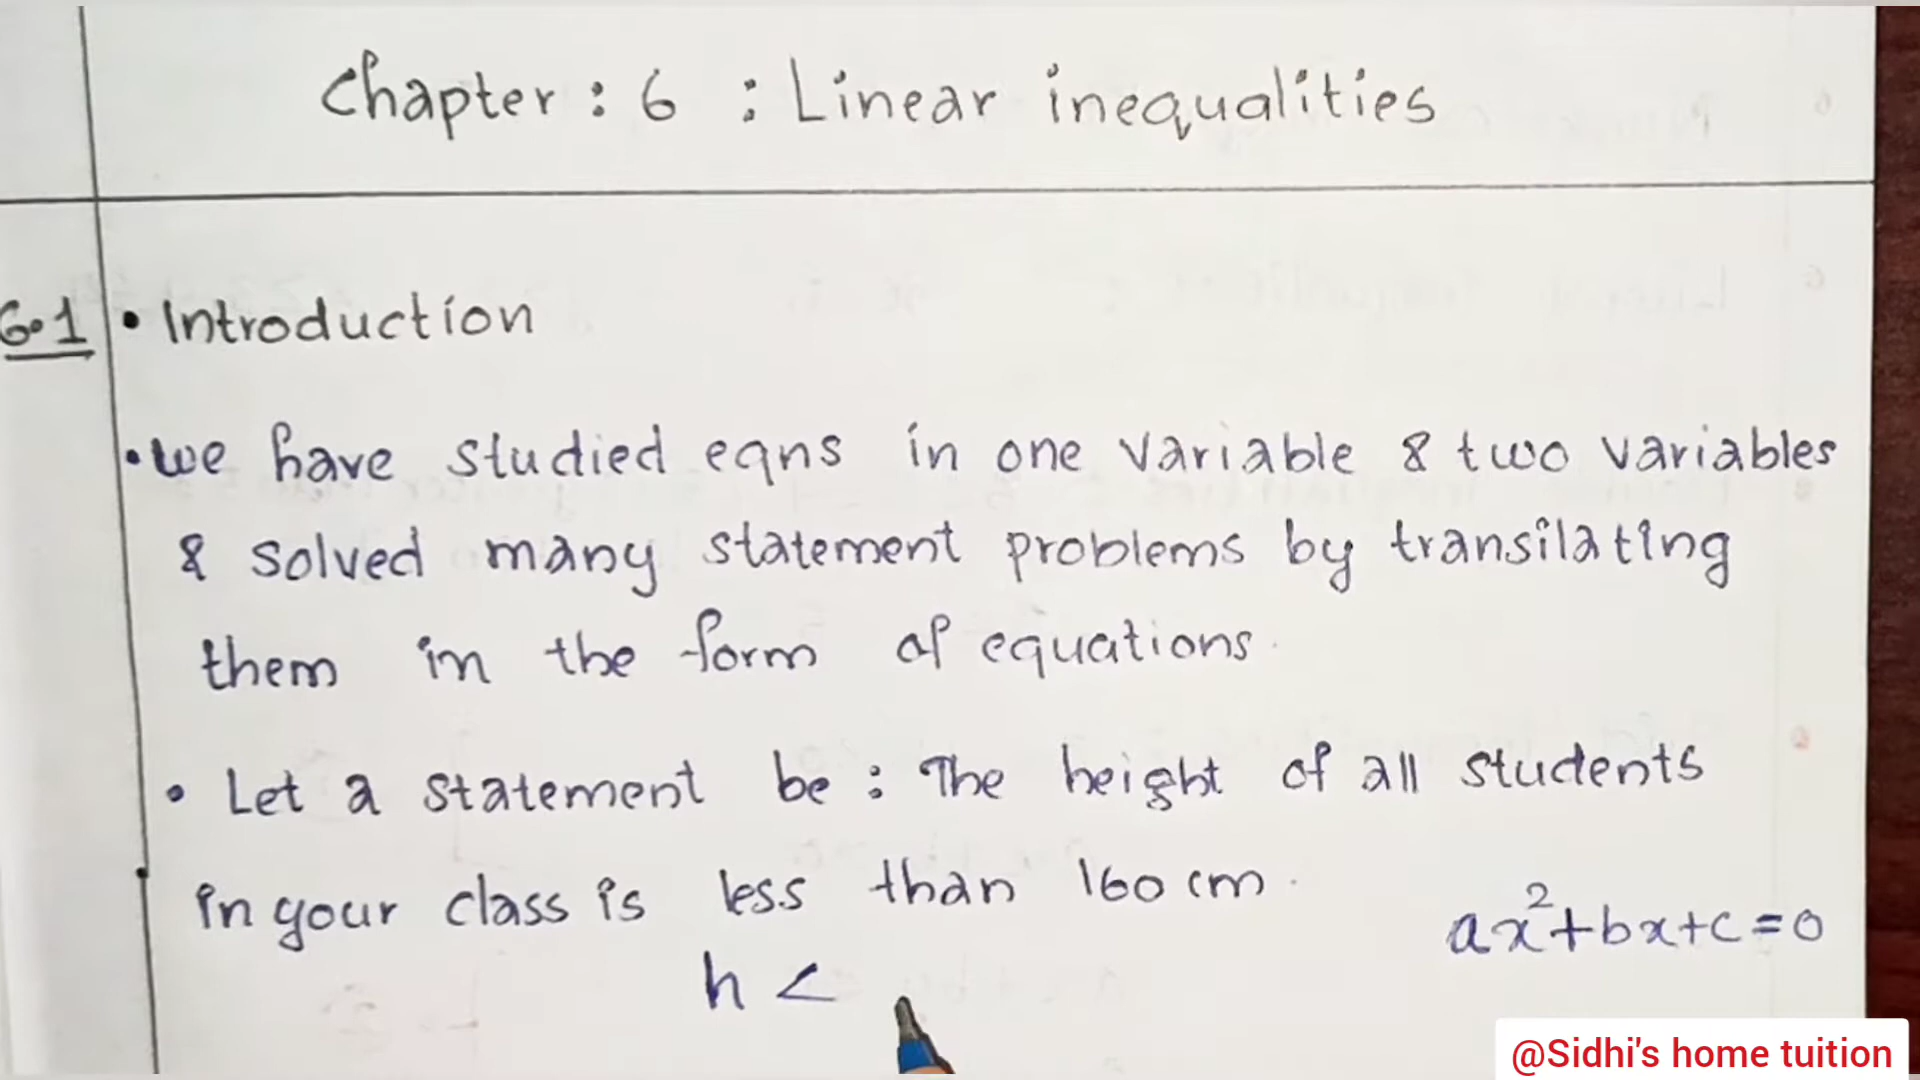 Chapter : 6 : Linear inequalities
6.1 • Introduction
• we have studied eqns in one variable & two variables
& solved many statement problems by transilating
them in the form of equations.
• Let a statement be : The height of all students
in your class is less than 160 cm.
ax²+bx+c=0
h <
@Sidhi's home tuition